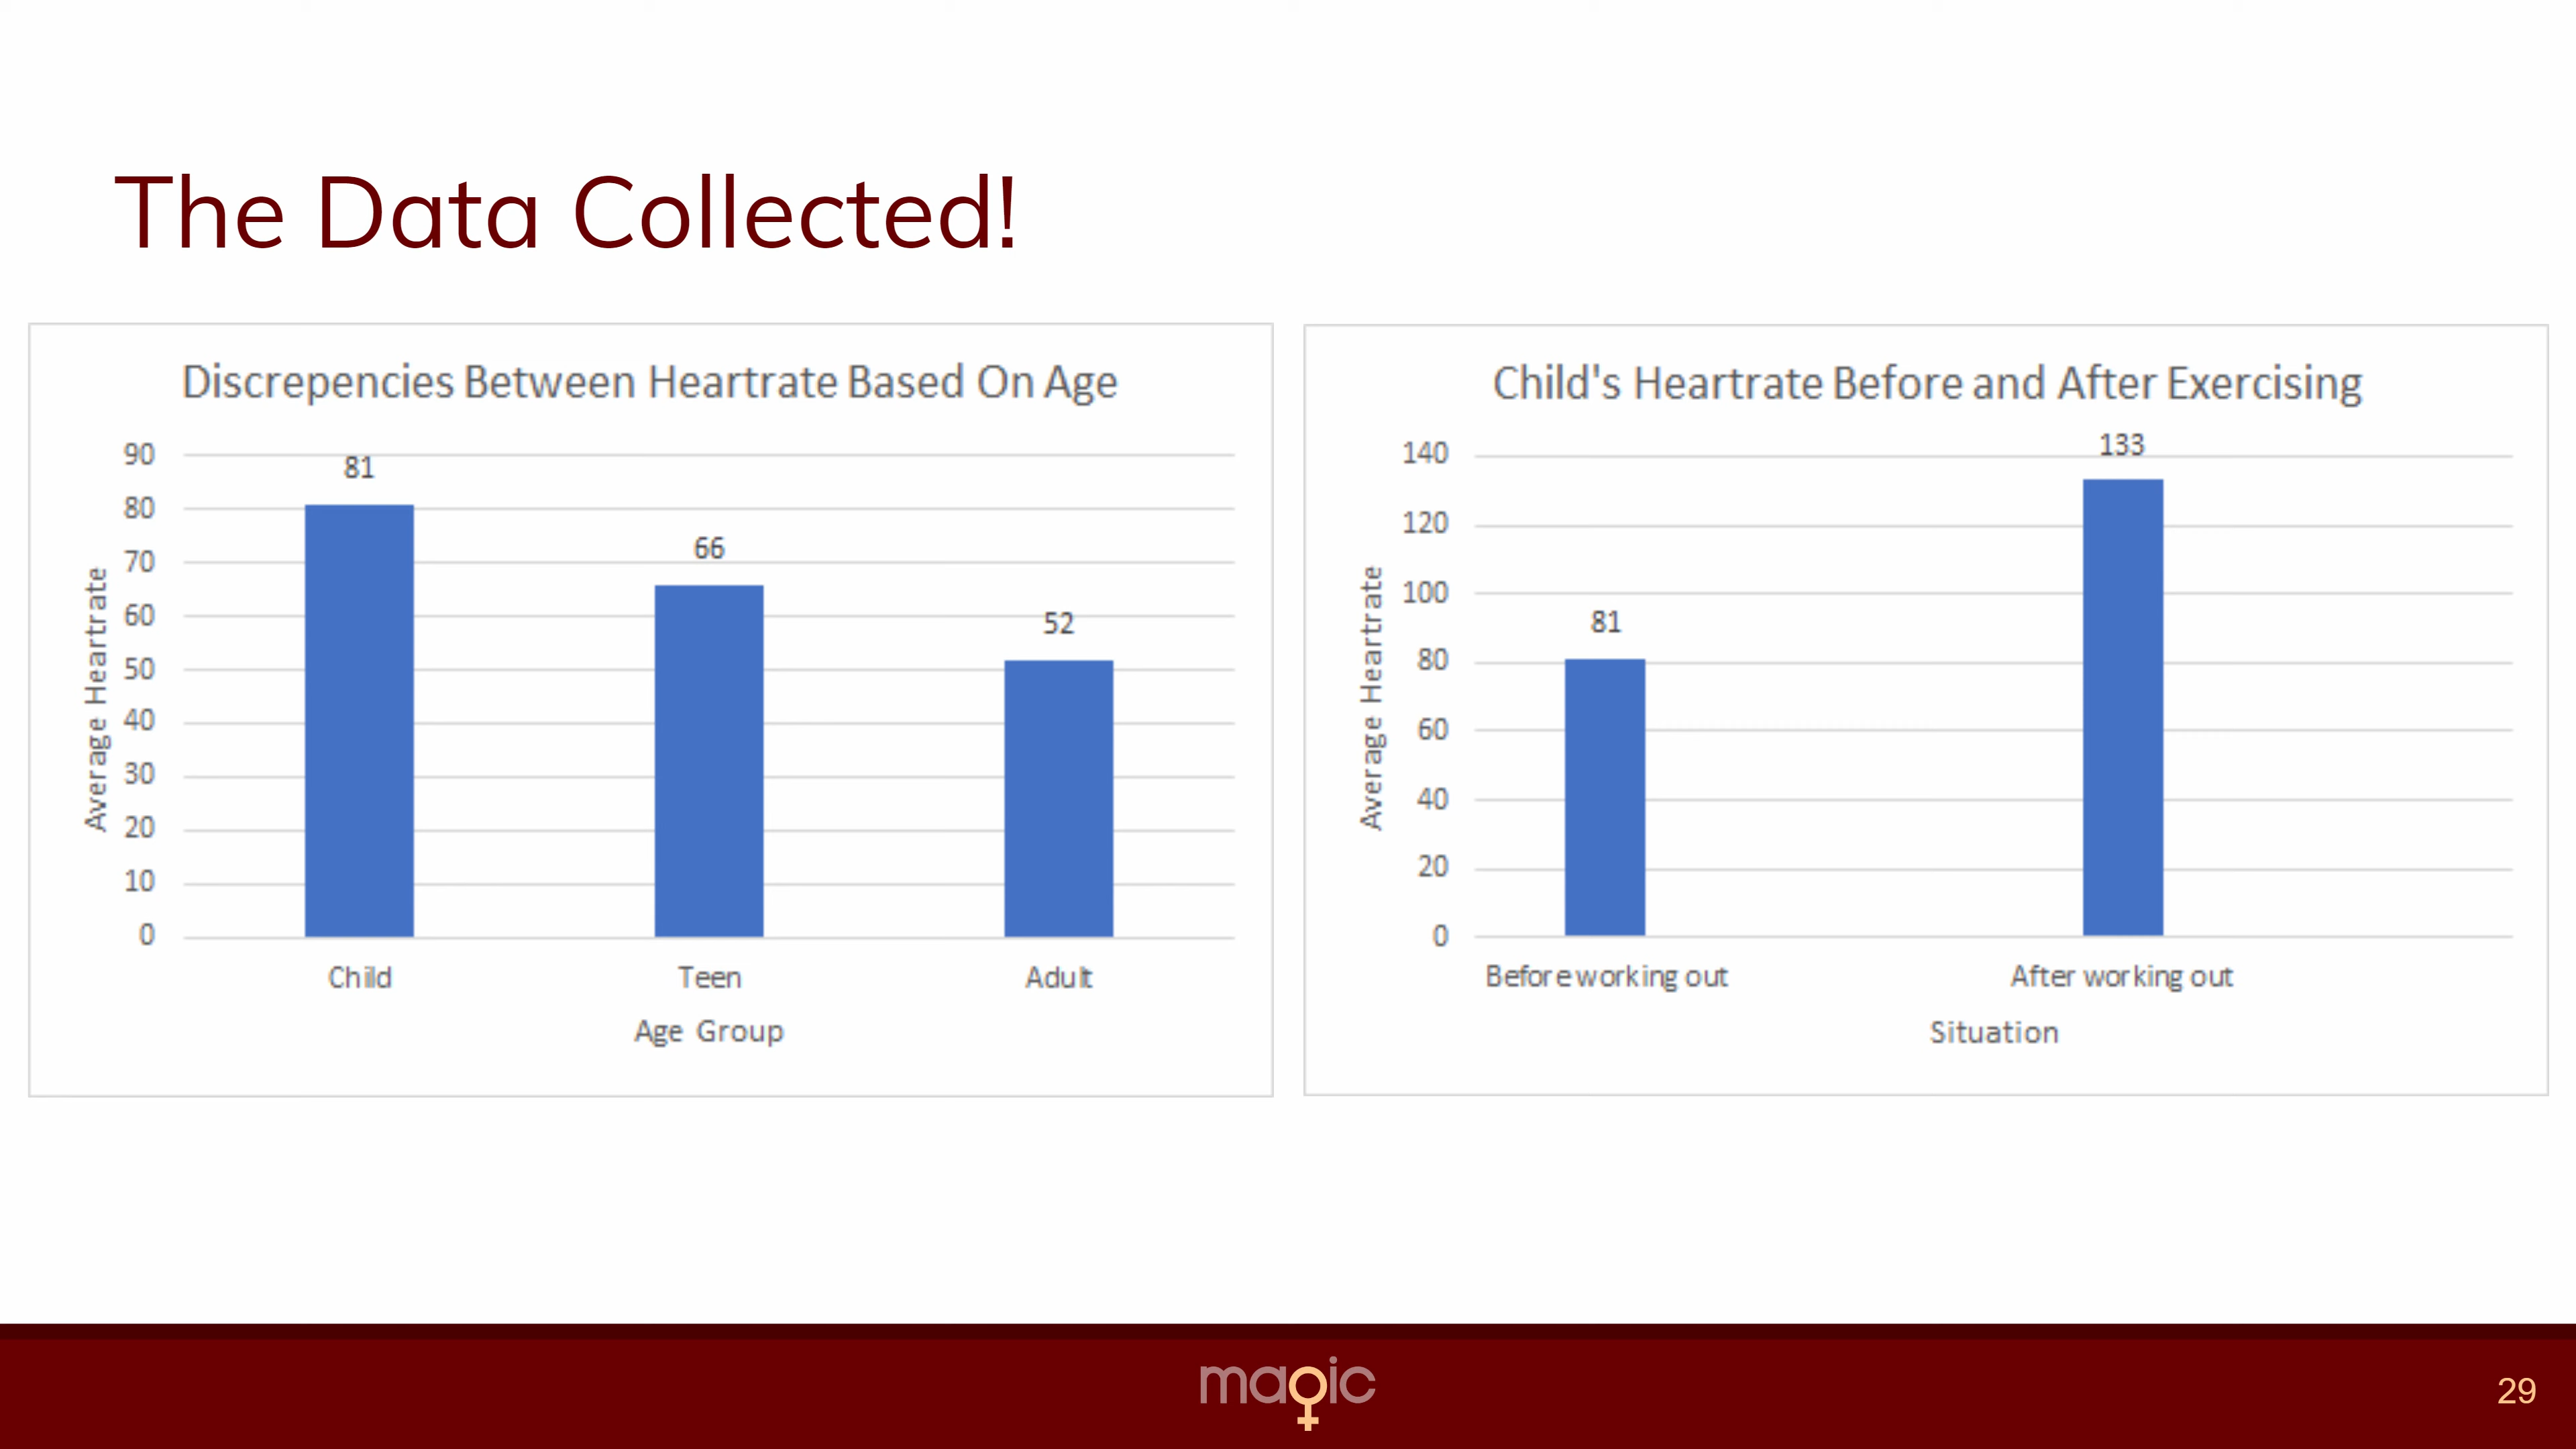 The Data Collected!
Discrepencies Between Heartrate Based On Age
Average Heartrate
90
80
70
60
50
40
30
20
10
0
81
66
52
Child
Teen
Adult
Age Group
Child's Heartrate Before and After Exercising
Average Heartrate
140
120
100
80
60
40
20
0
81
133
Before working out
After working out
Situation
magic
29